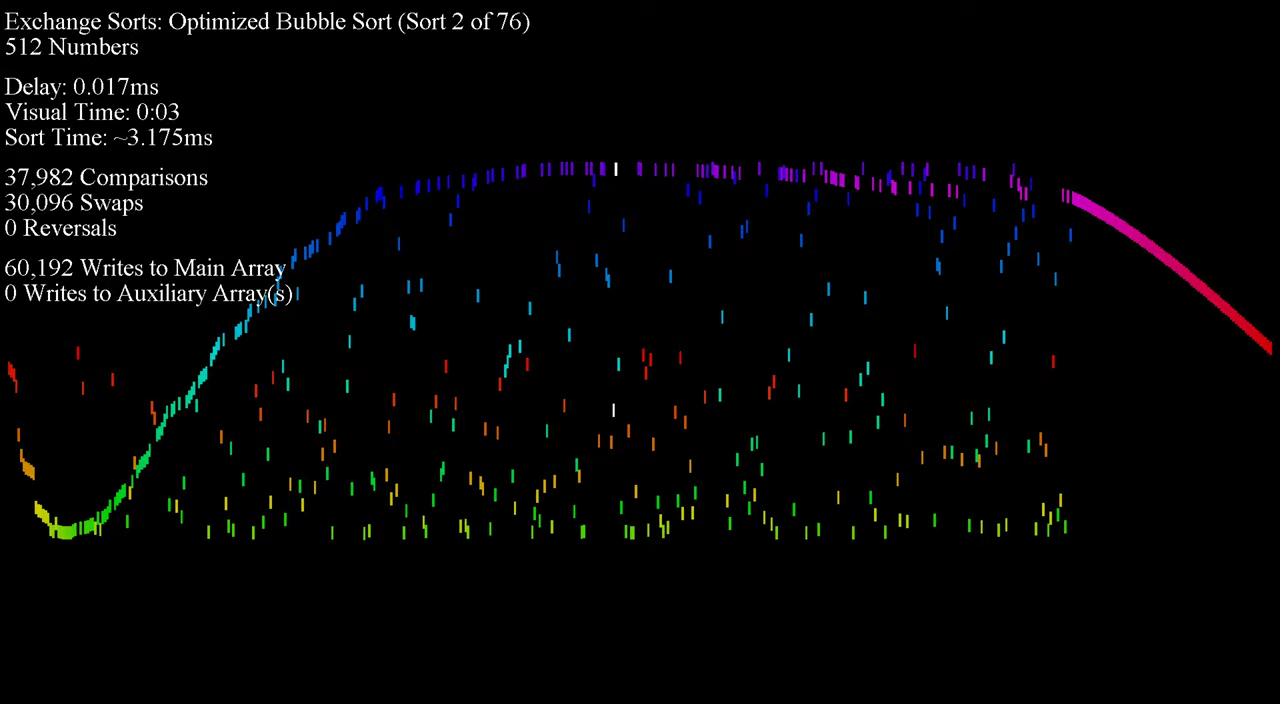 Exchange Sorts: Optimized Bubble Sort (Sort 2 of 76)
512 Numbers
Delay: 0.017ms
Visual Time: 0:03
Sort Time: ~3.175ms
37,982 Comparisons
30,096 Swaps
0 Reversals
60,192 Writes to Main Array
0 Writes to Auxiliary Array(s)